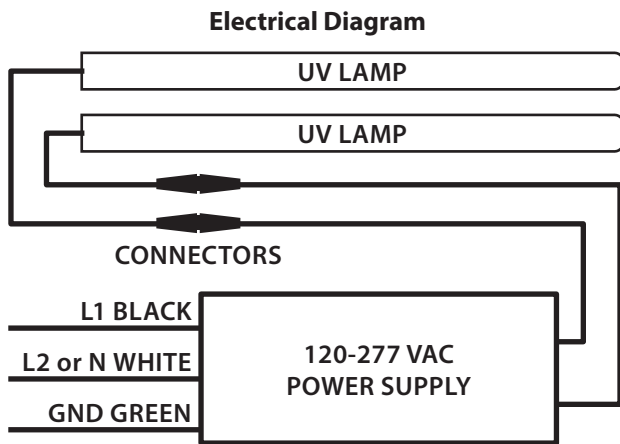 Electrical Diagram
UV LAMP
UV LAMP
CONNECTORS
L1 BLACK
L2 or N WHITE
GND GREEN
120-277 VAC
POWER SUPPLY